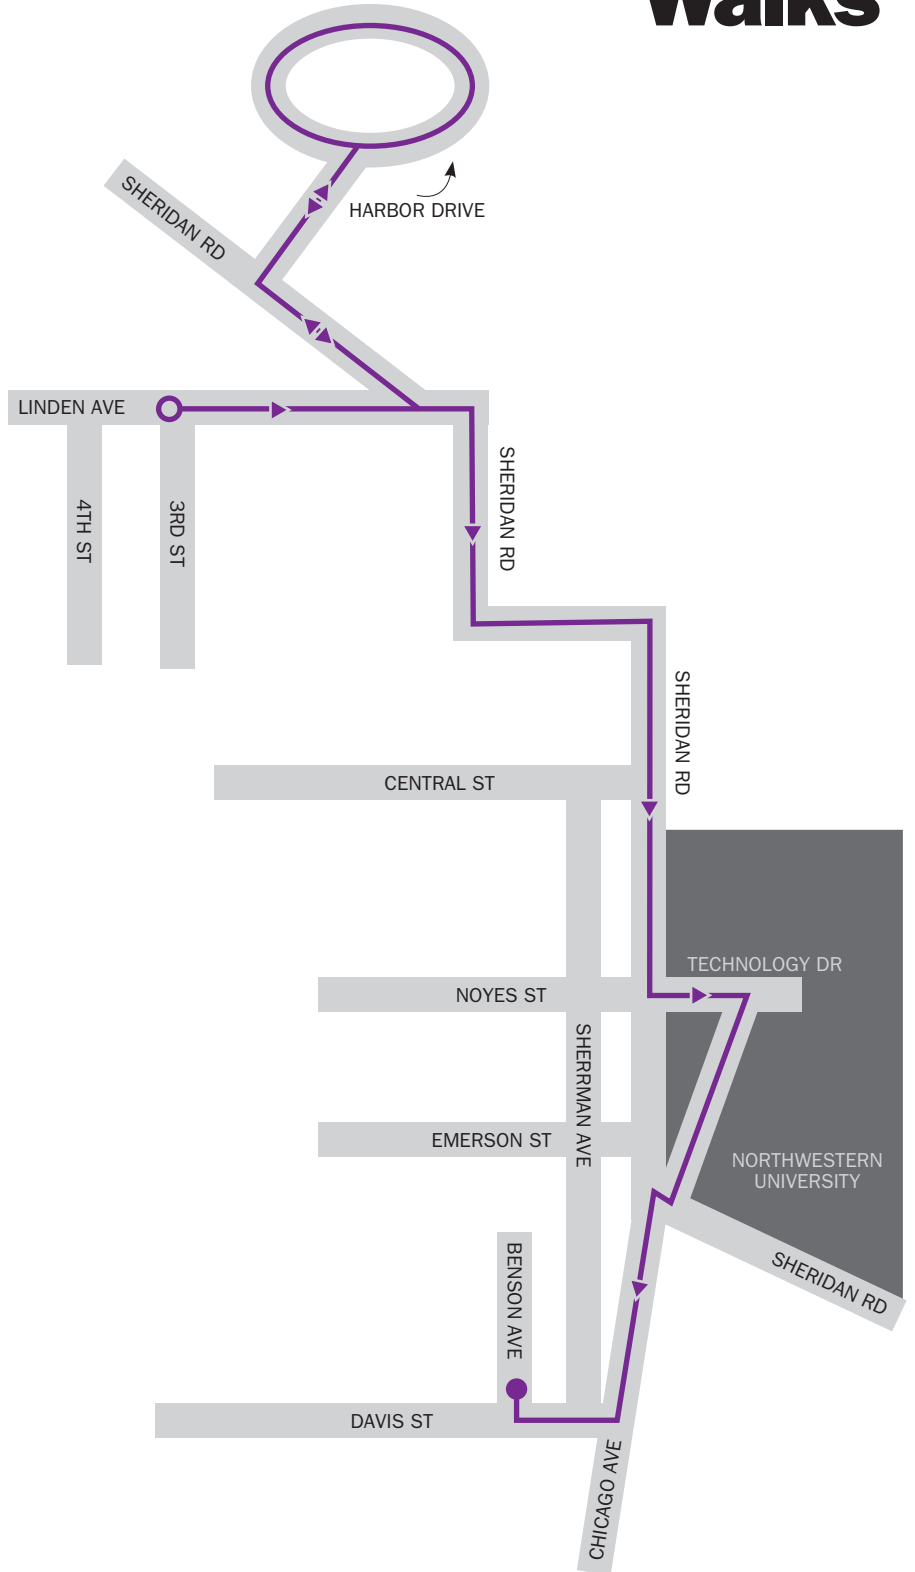 Walks
HARBOR DRIVE
SHERIDAN RD
LINDEN AVE
4TH ST
3RD ST
SHERIDAN RD
SHERIDAN RD
CENTRAL ST
TECHNOLOGY DR
NOYES ST
SHERRMAN AVE
EMERSON ST
NORTHWESTERN
UNIVERSITY
BENSON AVE
SHERIDAN RD
DAVIS ST
CHICAGO AVE